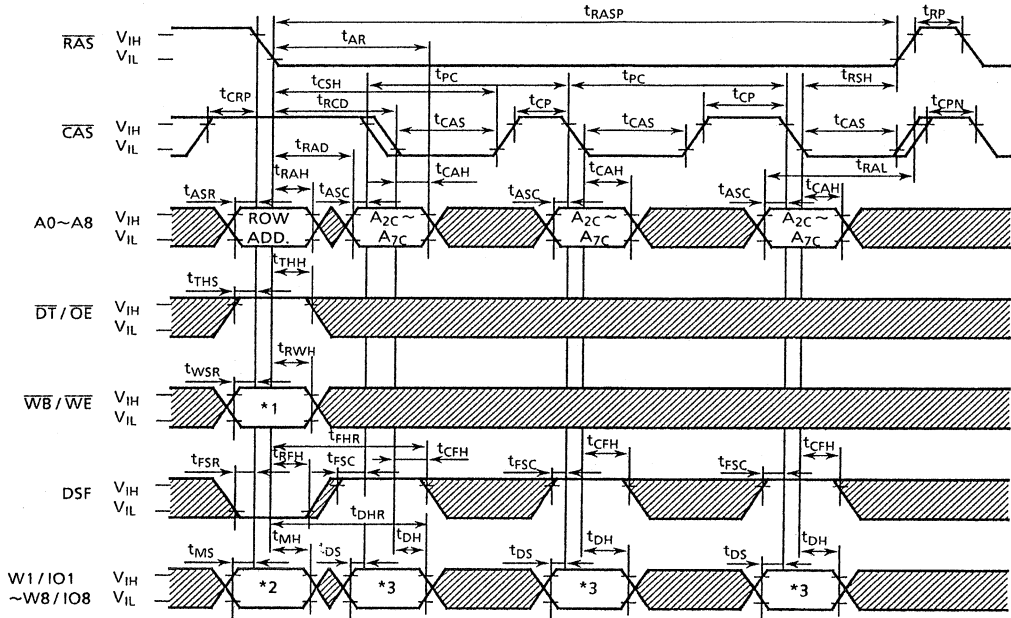 tRASP tRP
RAS VIH VIL
tAR
tCSH tPC tPC tRSH
tCRP tRCD tCP tCP tCPN
CAS VIH VIL
tCAS tCAS tCAS
tRAD tCAH tRAL
tASR tRAH tASC tASC tCAH tASC tCAH
A0~A8 VIH VIL
ROW ADD. A2C~ A7C A2C~ A7C A2C~ A7C
tTHS tTHH
DT / OE VIH VIL
tWSR tRWH
WB / WE VIH VIL
*1
tFHR
tFSR tRFH tFSC tCFH tFSC tCFH tFSC tCFH
DSF VIH VIL
tDHR
tMS tMH tDS tDH tDS tDH tDS tDH
W1 / IO1 ~W8 / IO8 VIH VIL
*2 *3 *3 *3